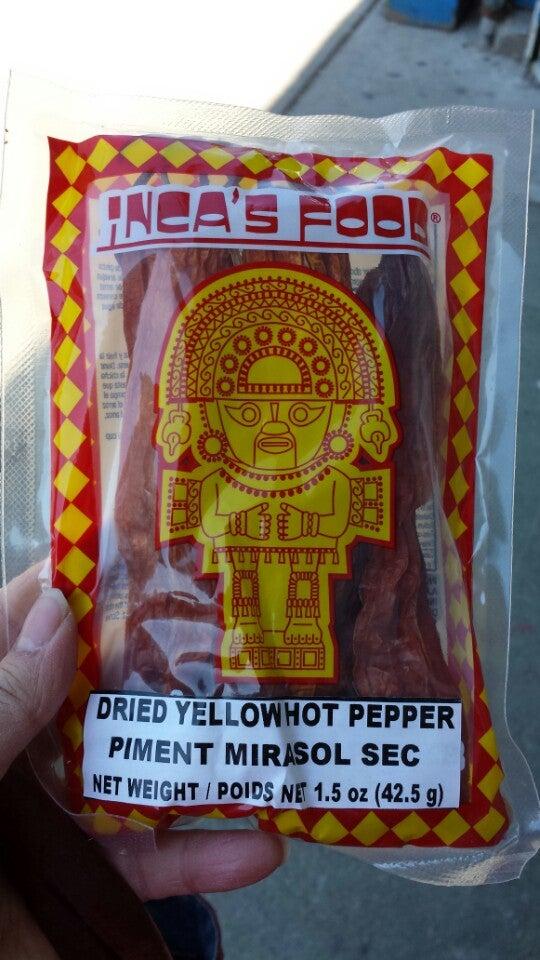 INCA'S FOOD®
DRIED YELLOWHOT PEPPER
PIMENT MIRASOL SEC
NET WEIGHT / POIDS NET 1.5 oz (42.5 g)